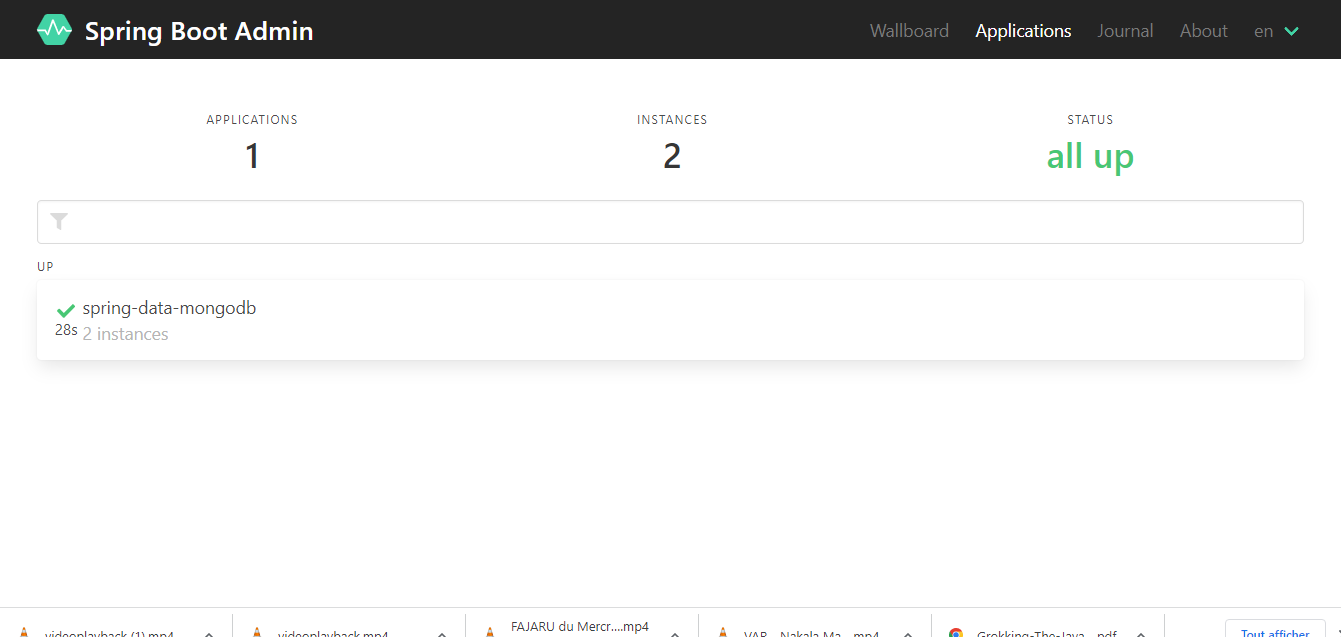 Spring Boot Admin
Wallboard Applications Journal About en
APPLICATIONS INSTANCES STATUS
1 2 all up
UP
spring-data-mongodb
28s 2 instances
videoplayback (1).mp4 videoplayback.mp4 FAJARU du Mercr....mp4 VAR _ Nakala Ma....mp4 Grokking-The-Java....pdf Tout afficher